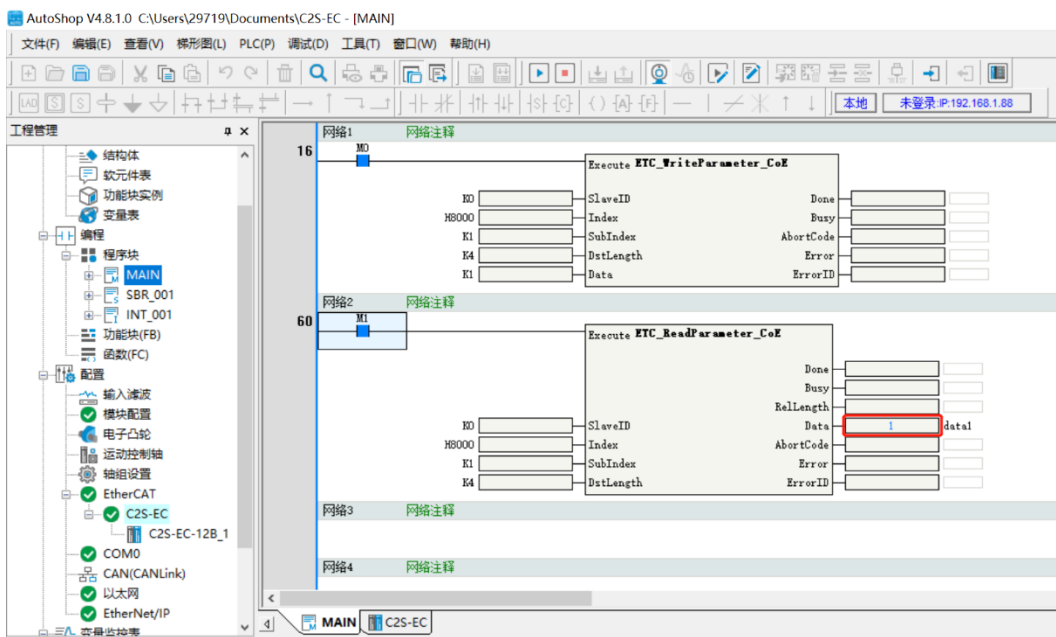 AutoShop V4.8.1.0 C:\Users\29719\Documents\C2S-EC - [MAIN]
文件(F) 编辑(E) 查看(V) 梯形图(L) PLC(P) 调试(D) 工具(T) 窗口(W) 帮助(H)
LAD S S
本地 未登录:IP:192.168.1.88
工程管理
结构体
软元件表
功能块实例
变量表
编程
程序块
MAIN
SBR_001
INT_001
功能块(FB)
函数(FC)
配置
输入滤波
模块配置
电子凸轮
运动控制轴
轴组设置
EtherCAT
C2S-EC
C2S-EC-12B_1
COM0
CAN(CANLink)
以太网
EtherNet/IP
变量监控表
网络1 网络注释
16 M0
Execute ETC_WriteParameter_CoE
K0 SlaveID Done
H8000 Index Busy
K1 SubIndex AbortCode
K4 DstLength Error
K1 Data ErrorID
网络2 网络注释
60 M1
Execute ETC_ReadParameter_CoE
Done
Busy
RelLength
K0 SlaveID Data 1 data1
H8000 Index AbortCode
K1 SubIndex Error
K4 DstLength ErrorID
网络3 网络注释
网络4 网络注释
MAIN C2S-EC